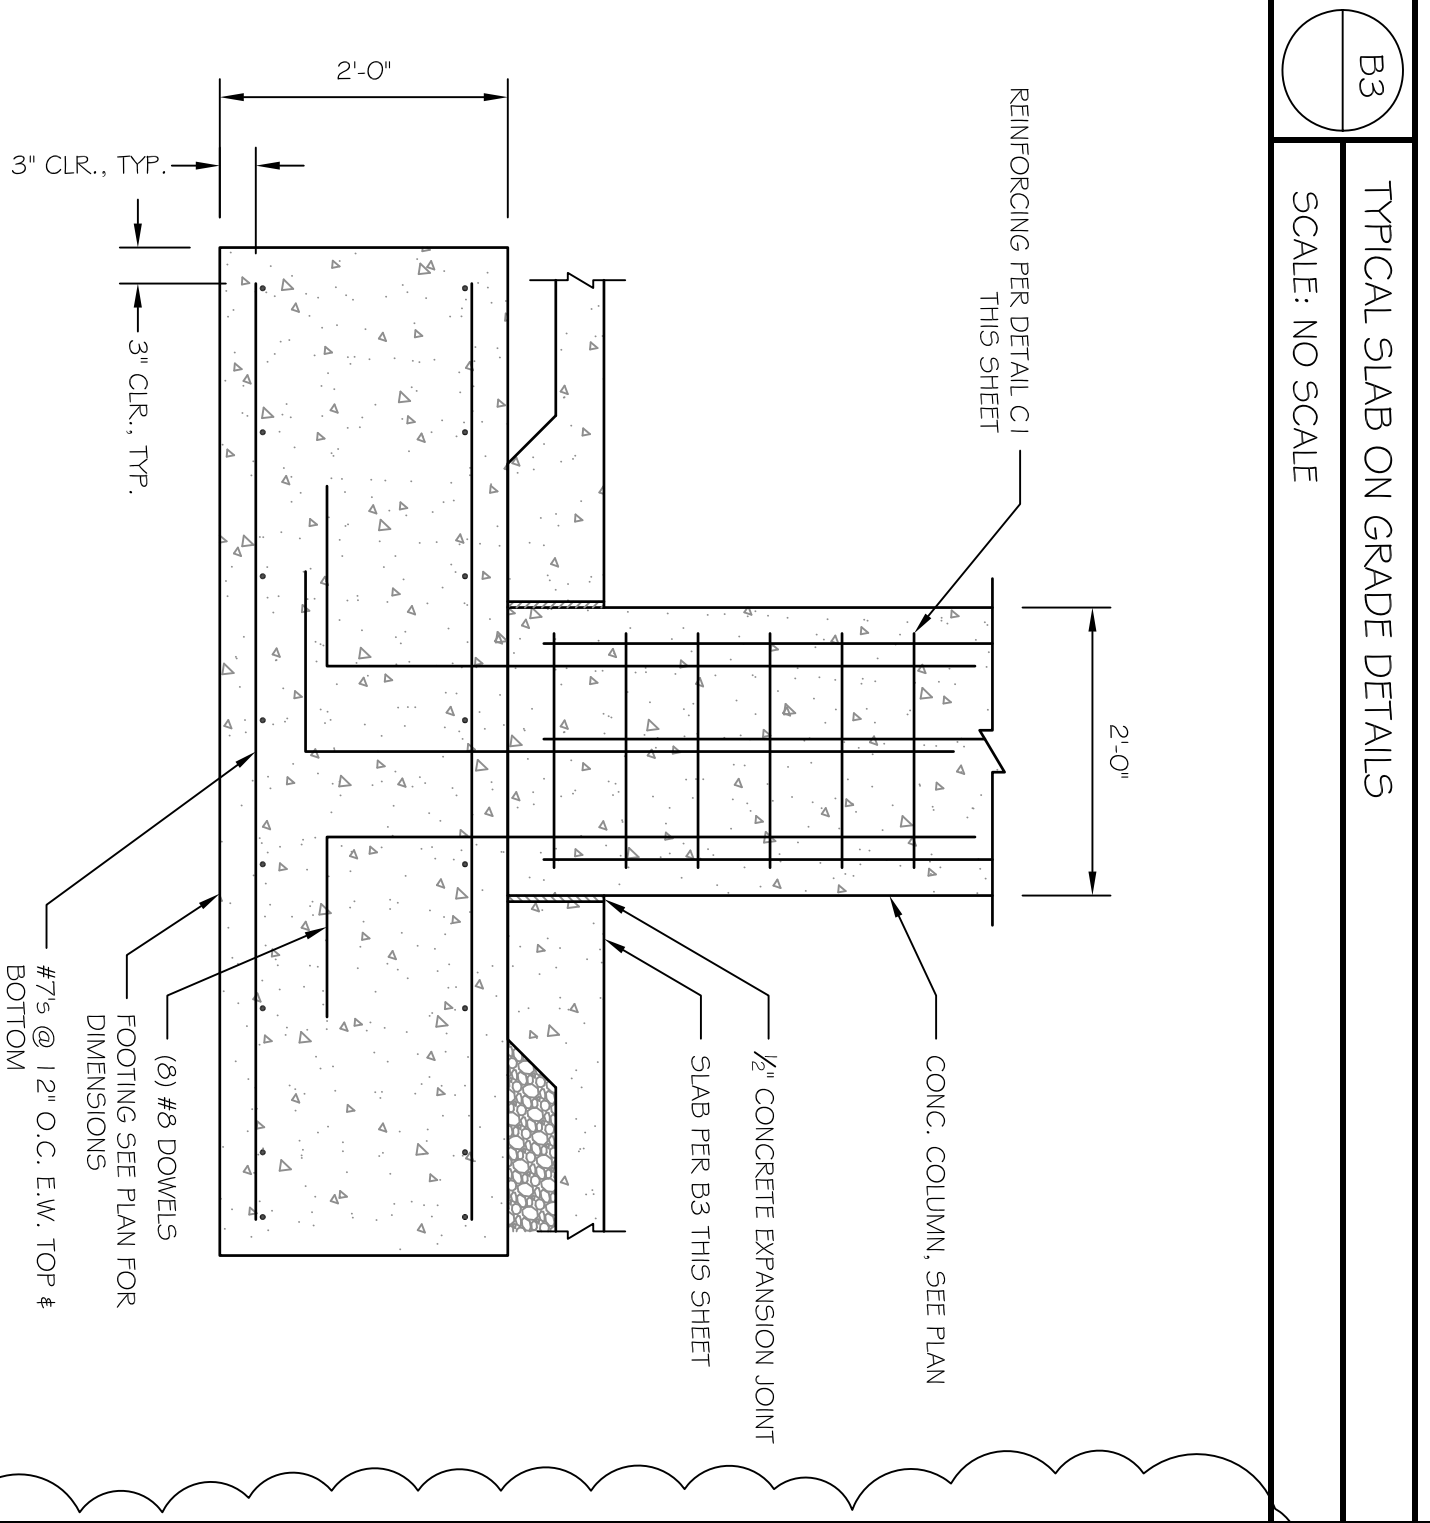 B3
TYPICAL SLAB ON GRADE DETAILS
SCALE: NO SCALE
2'-0"
REINFORCING PER DETAIL C1
THIS SHEET
CONC. COLUMN, SEE PLAN
½" CONCRETE EXPANSION JOINT
SLAB PER B3 THIS SHEET
2'-0"
3" CLR., TYP.
3" CLR., TYP.
(8) #8 DOWELS
FOOTING SEE PLAN FOR
DIMENSIONS
#7's @ 12" O.C. E.W. TOP &
BOTTOM